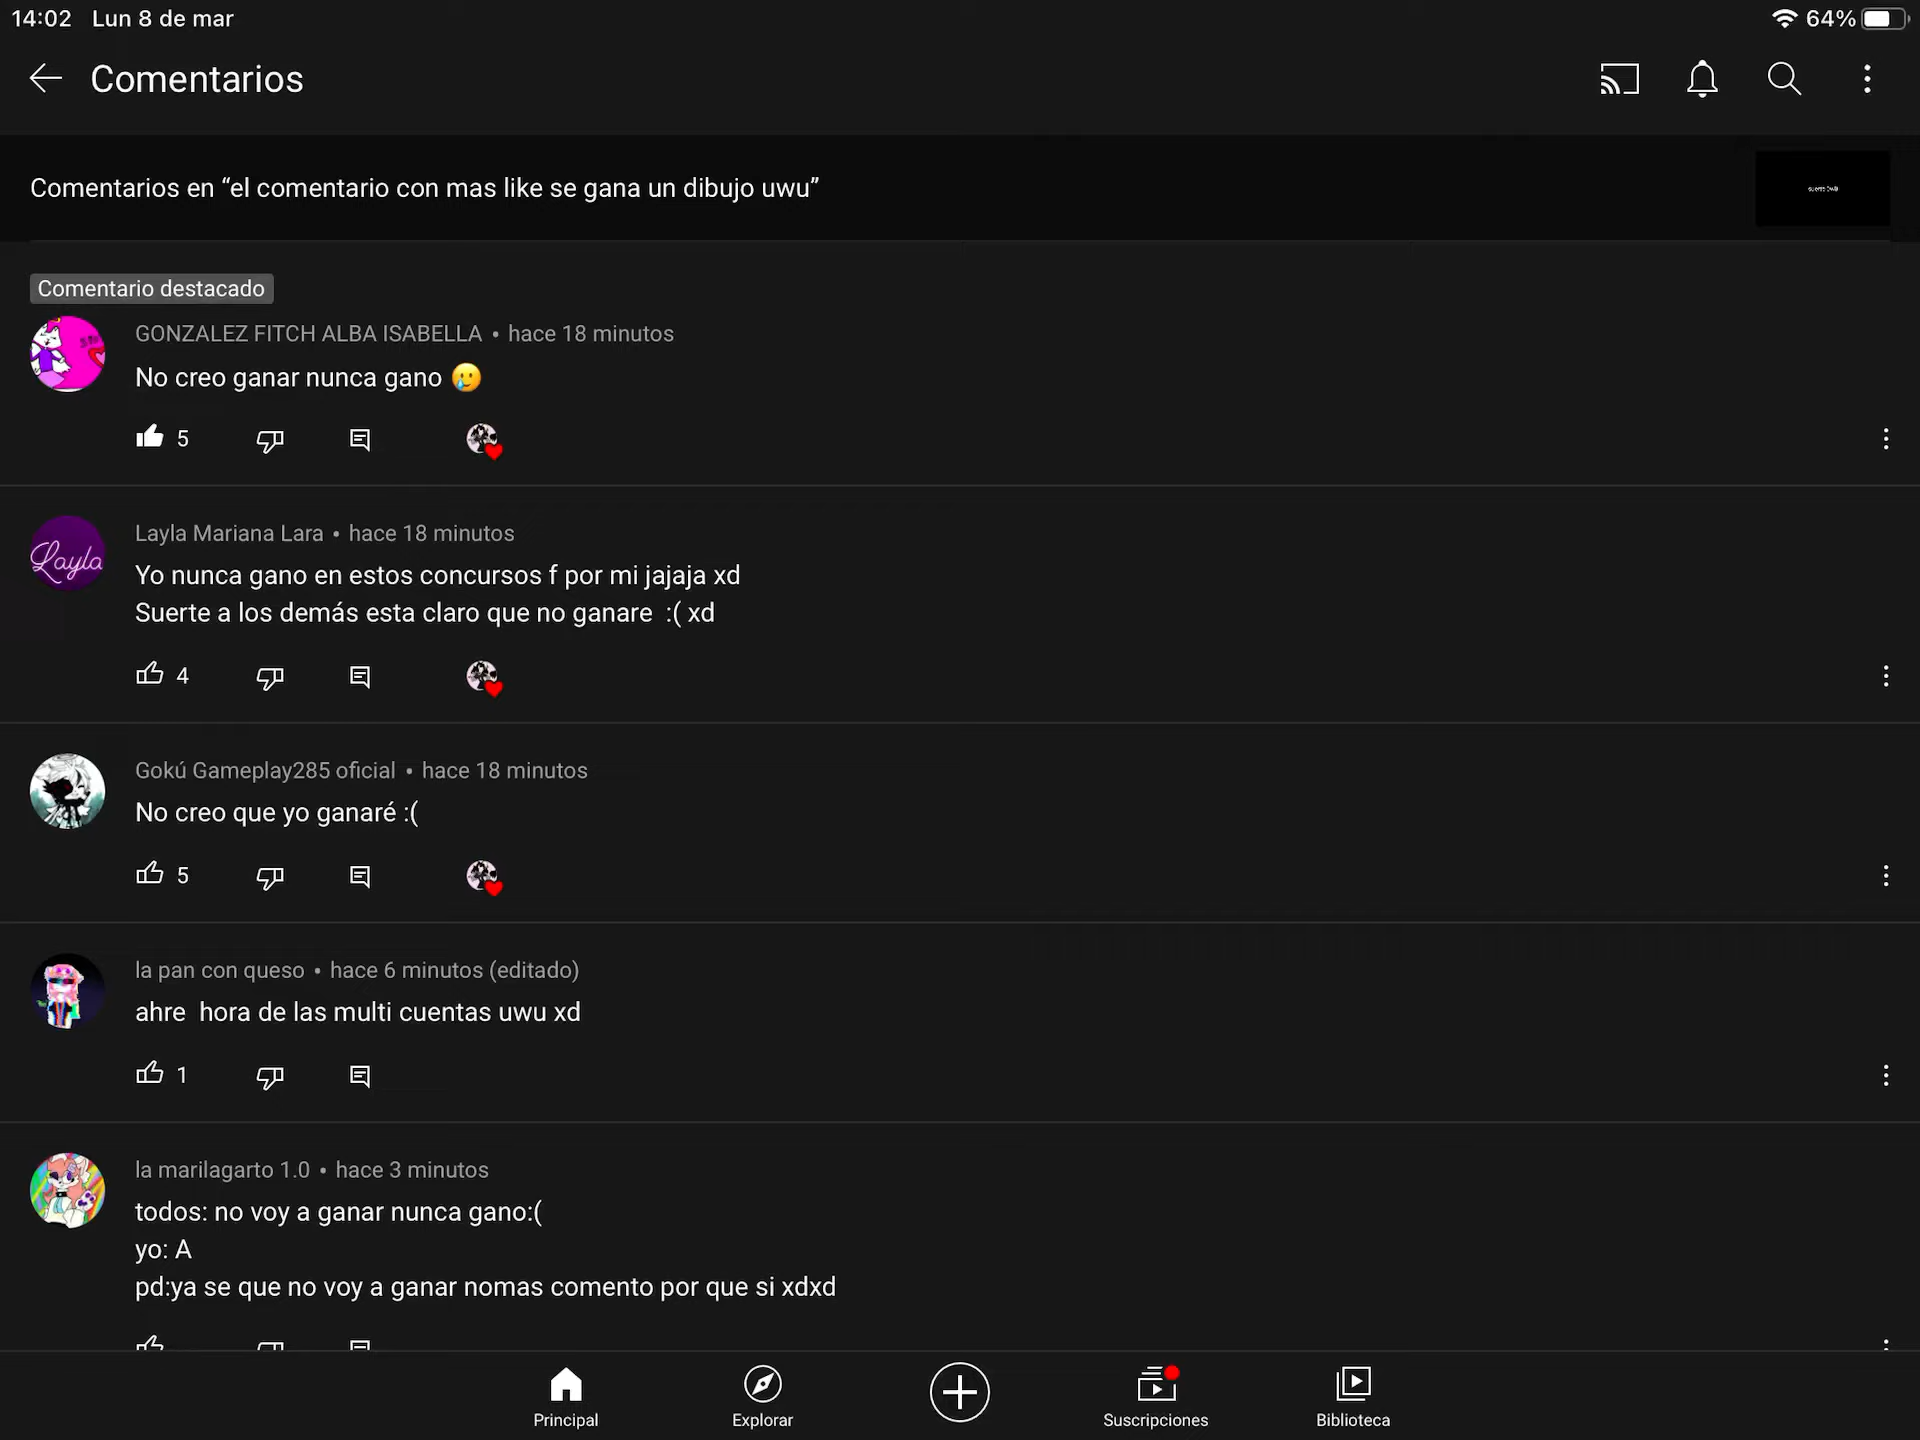 14:02 Lun 8 de mar 64%
Comentarios
Comentarios en “el comentario con mas like se gana un dibujo uwu”
Comentario destacado
GONZALEZ FITCH ALBA ISABELLA • hace 18 minutos
No creo ganar nunca gano 🥲
5
Layla
Layla Mariana Lara • hace 18 minutos
Yo nunca gano en estos concursos f por mi jajaja xd
Suerte a los demás esta claro que no ganare :( xd
4
Gokú Gameplay285 oficial • hace 18 minutos
No creo que yo ganaré :(
5
la pan con queso • hace 6 minutos (editado)
ahre hora de las multi cuentas uwu xd
1
la marilagarto 1.0 • hace 3 minutos
todos: no voy a ganar nunca gano:(
yo: A
pd:ya se que no voy a ganar nomas comento por que si xdxd
Principal Explorar Suscripciones Biblioteca